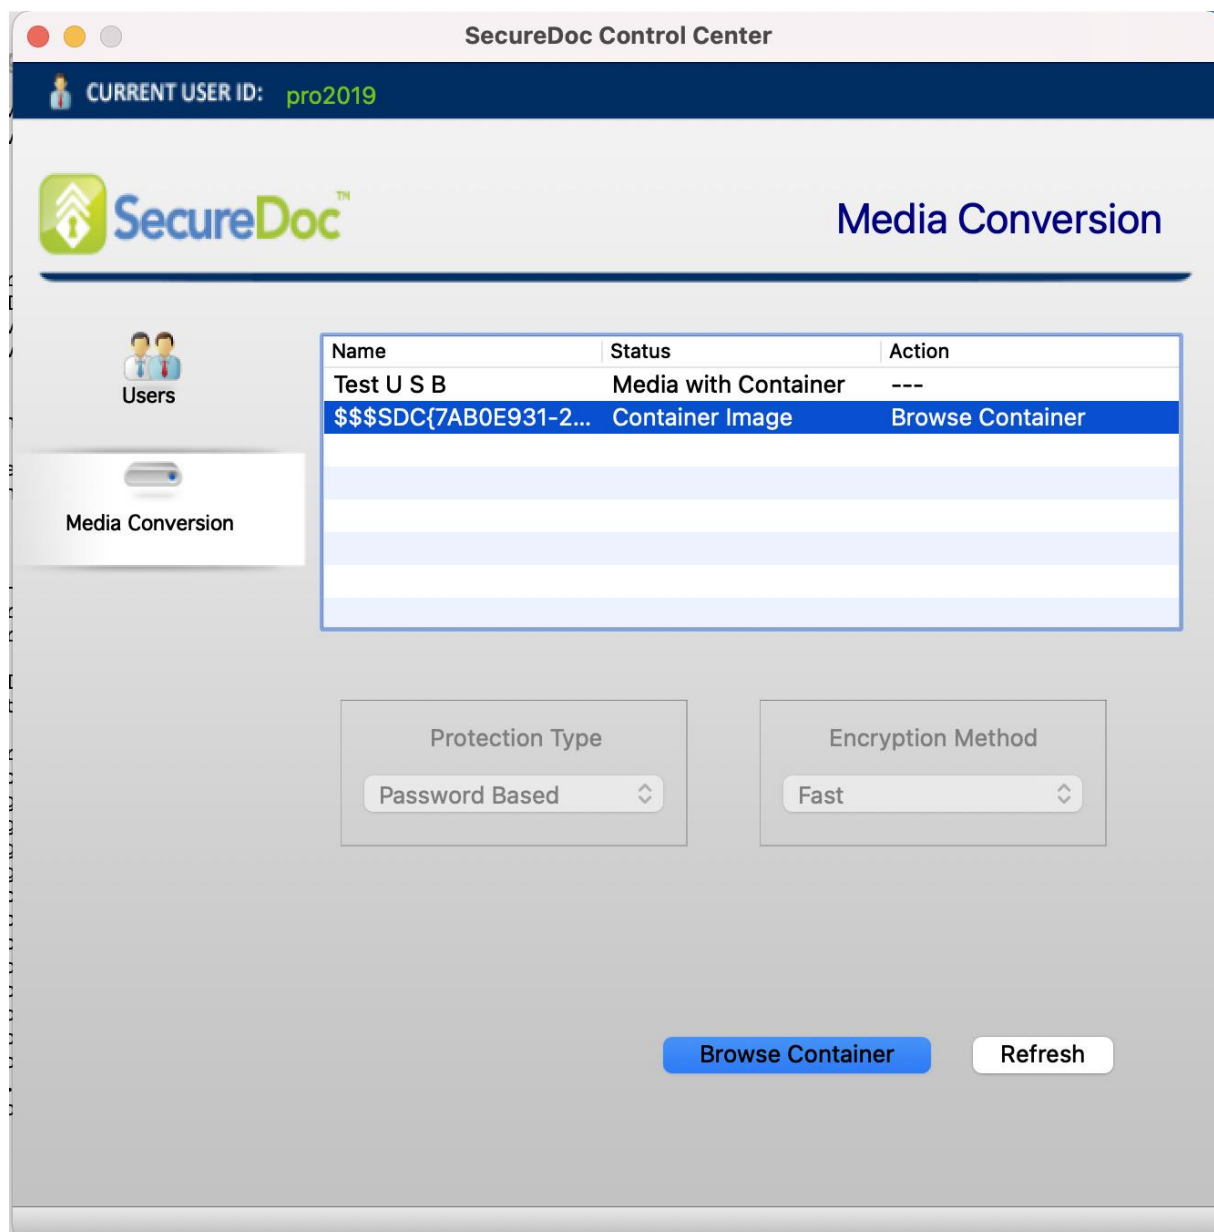 SecureDoc Control Center
CURRENT USER ID: pro2019
SecureDoc™
Media Conversion
Users
Media Conversion
Name Status Action
Test U S B Media with Container ---
$$$SDC{7AB0E931-2... Container Image Browse Container
Protection Type
Password Based
Encryption Method
Fast
Browse Container
Refresh